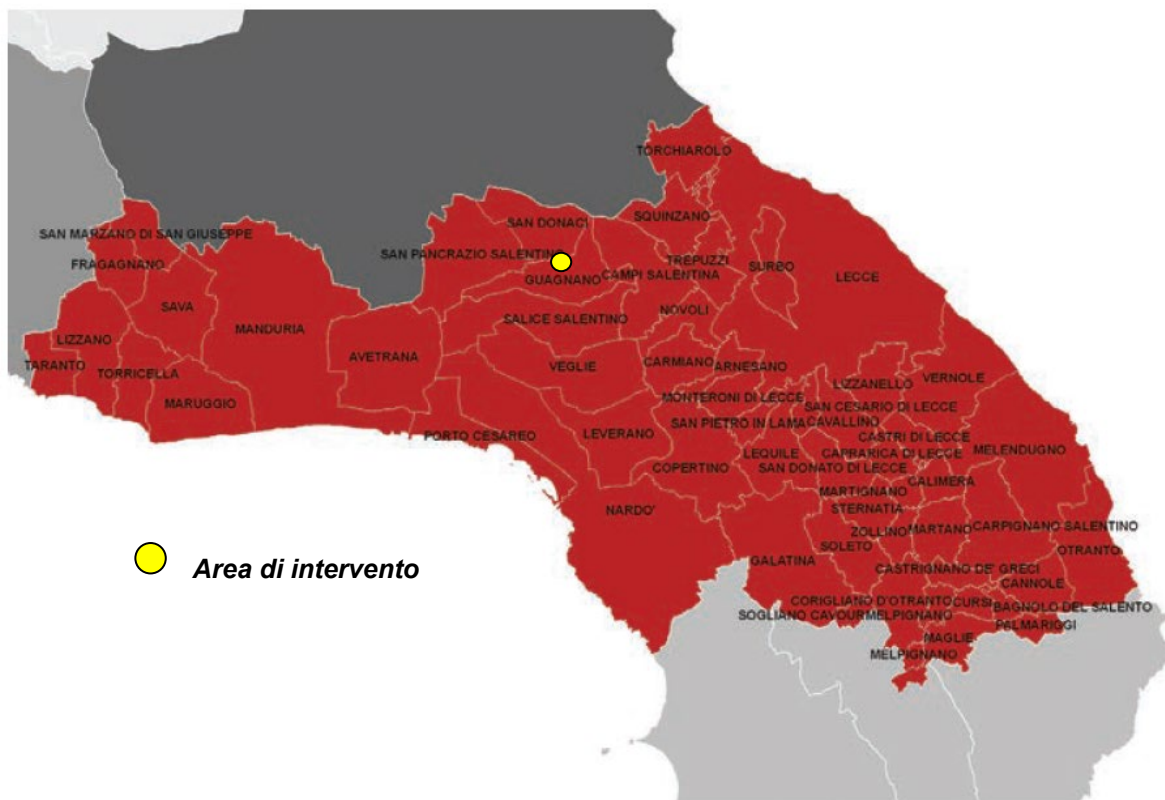 TORCHIAROLO
SAN DONACI
SQUINZANO
SAN MARZANO DI SAN GIUSEPPE
SAN PANCRAZIO SALENTINO
TREPUZZI
FRAGAGNANO
SURBO
CAMPI SALENTINA
LECCE
GUAGNANO
SAVA
NOVOLI
SALICE SALENTINO
MANDURIA
LIZZANO
AVETRANA
CARMIANO
ARNESANO
TARANTO
VEGLIE
TORRICELLA
VERNOLE
LIZZANELLO
MONTERONI DI LECCE
MARUGGIO
SAN CESARIO DI LECCE
SAN PIETRO IN LAMA
CAVALLINO
PORTO CESAREO
LEVERANO
CASTRI DI LECCE
MELENDUGNO
LEQUILE
CAPRARICA DI LECCE
COPERTINO
SAN DONATO DI LECCE
CALIMERA
MARTIGNANO
NARDO'
STERNATIA
CARPIGNANO SALENTINO
ZOLLINO
MARTANO
SOLETO
OTRANTO
GALATINA
Area di intervento
CASTRIGNANO DE' GRECI
CANNOLE
CORIGLIANO D'OTRANTO
CURSI
BAGNOLO DEL SALENTO
SOGLIANO CAVOUR
MELPIGNANO
PALMARIGGI
MAGLIE
MELPIGNANO